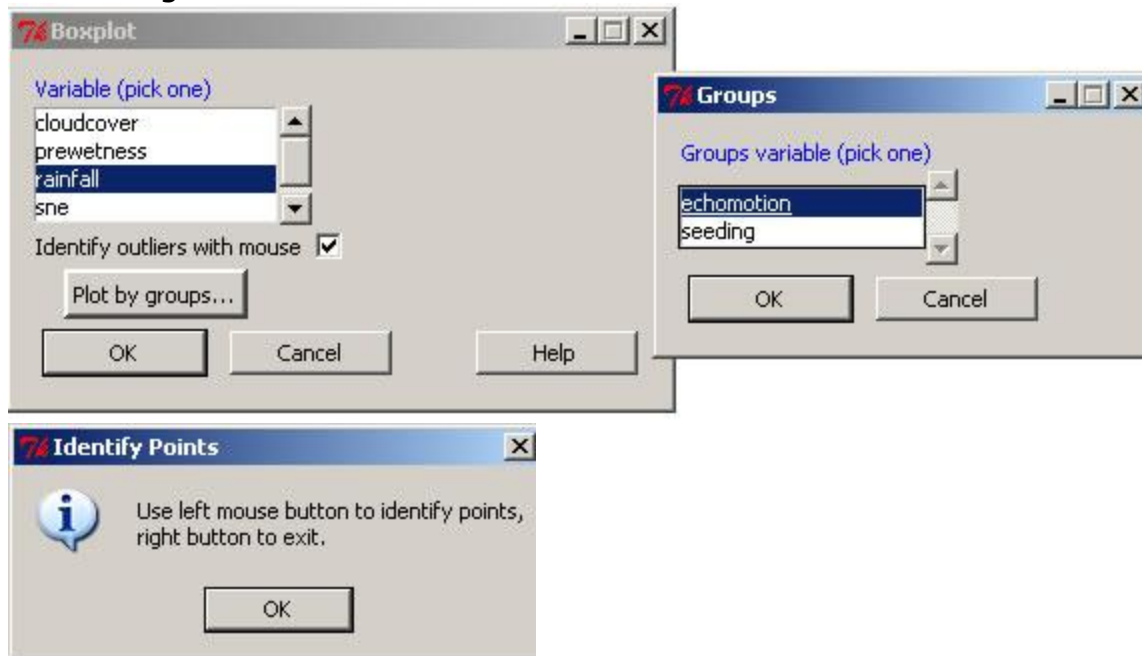 Boxplot
Variable (pick one)
cloudcover
prewetness
rainfall
sne
Identify outliers with mouse
Plot by groups...
OK
Cancel
Help
Groups
Groups variable (pick one)
echomotion
seeding
OK
Cancel
Identify Points
Use left mouse button to identify points,
right button to exit.
OK